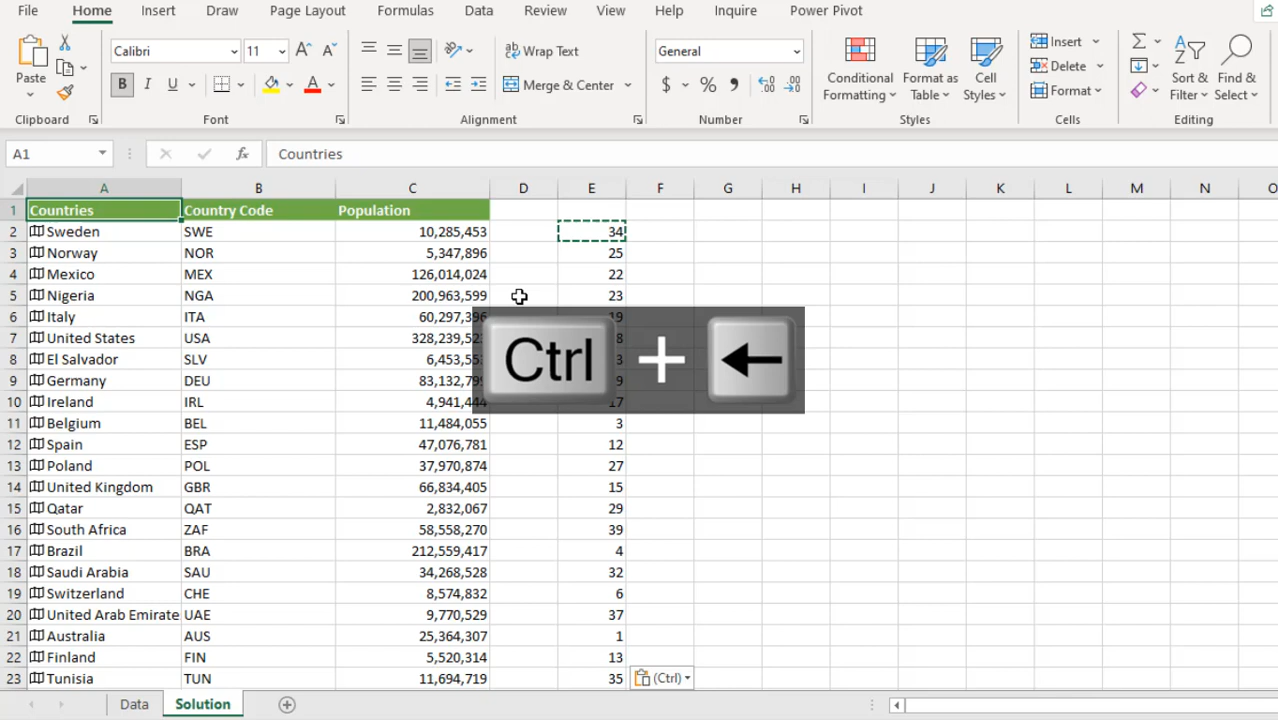 File Home Insert Draw Page Layout Formulas Data Review View Help Inquire Power Pivot
Calibri 11 Wrap Text General Insert
Paste B I U Merge & Center $ % Conditional Formatting Format as Table Cell Styles Delete Format Sort & Filter Find & Select
Clipboard Font Alignment Number Styles Cells Editing
A1 fx Countries
A B C D E F G H I J K L M N O
1 Countries Country Code Population
2 Sweden SWE 10,285,453 34
3 Norway NOR 5,347,896 25
4 Mexico MEX 126,014,024 22
5 Nigeria NGA 200,963,599 23
6 Italy ITA 60,297,396 19
7 United States USA 328,239,523 8
8 El Salvador SLV 6,453,553 3
9 Germany DEU 83,132,799 9
10 Ireland IRL 4,941,444 17
11 Belgium BEL 11,484,055 3
12 Spain ESP 47,076,781 12
13 Poland POL 37,970,874 27
14 United Kingdom GBR 66,834,405 15
15 Qatar QAT 2,832,067 29
16 South Africa ZAF 58,558,270 39
17 Brazil BRA 212,559,417 4
18 Saudi Arabia SAU 34,268,528 32
19 Switzerland CHE 8,574,832 6
20 United Arab Emirate UAE 9,770,529 37
21 Australia AUS 25,364,307 1
22 Finland FIN 5,520,314 13
23 Tunisia TUN 11,694,719 35
(Ctrl)
Ctrl + ←
Data Solution